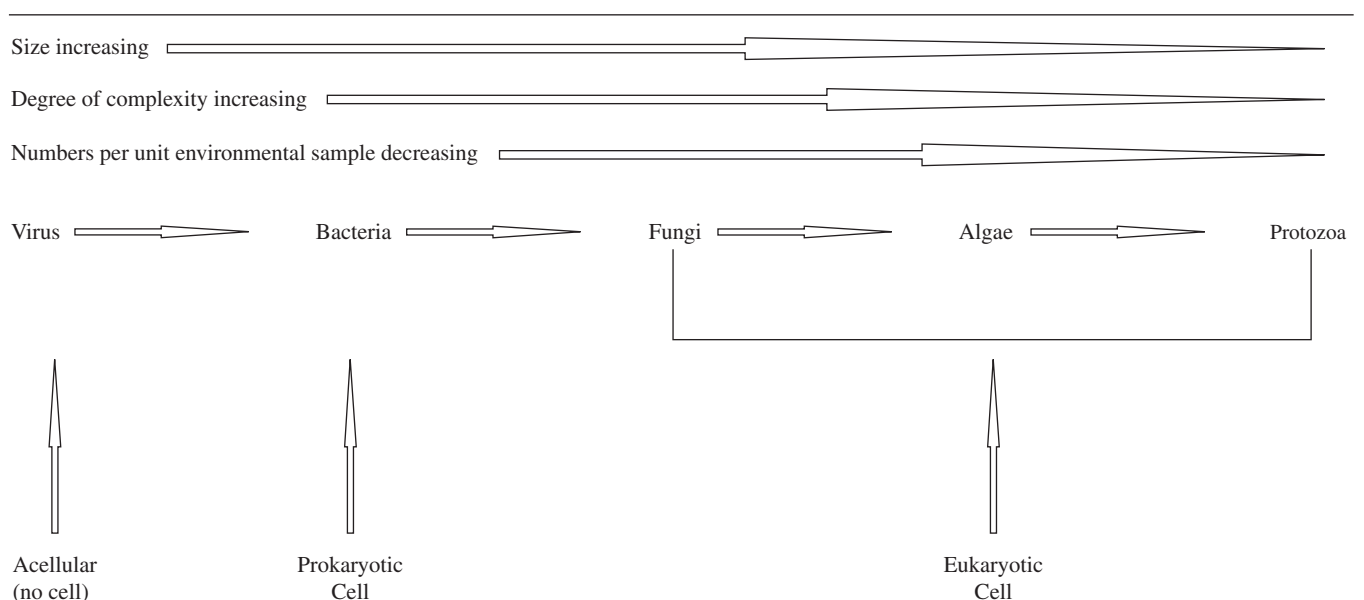 Size increasing
Degree of complexity increasing
Numbers per unit environmental sample decreasing
Virus Bacteria Fungi Algae Protozoa
Acellular Prokaryotic Eukaryotic
(no cell) Cell Cell